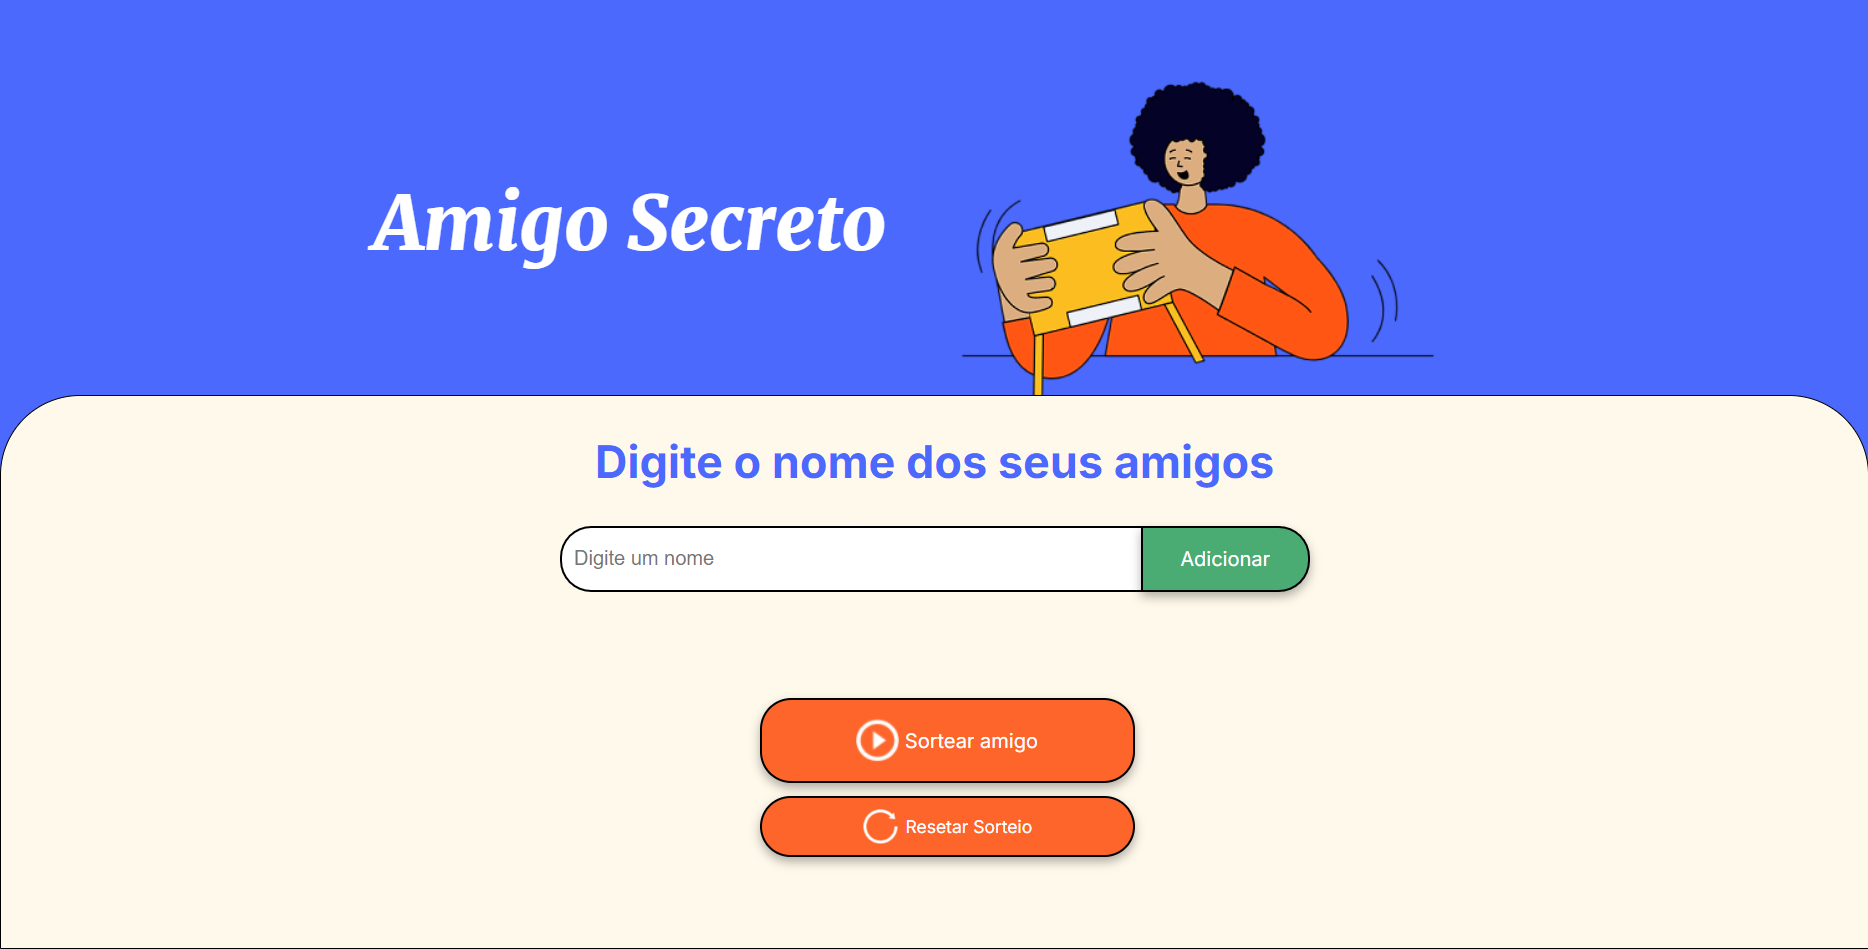 Amigo Secreto
Digite o nome dos seus amigos
Digite um nome
Adicionar
Sortear amigo
Resetar Sorteio